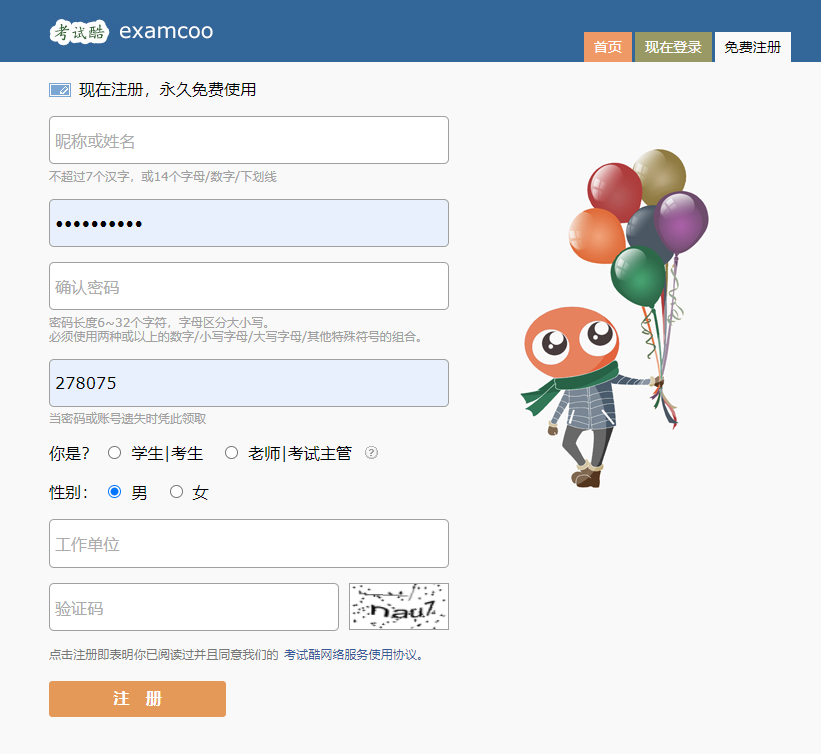 考试酷 examcoo
首页 现在登录 免费注册
现在注册，永久免费使用
昵称或姓名
不超过7个汉字，或14个字母/数字/下划线
••••••••••
确认密码
密码长度6~32个字符，字母区分大小写。
必须使用两种或以上的数字/小写字母/大写字母/其他特殊符号的组合。
278075
当密码或账号遗失时凭此领取
你是？ 学生|考生 老师|考试主管 ?
性别： 男 女
工作单位
验证码 nau7
点击注册即表明你已阅读过并且同意我们的 考试酷网络服务使用协议。
注 册